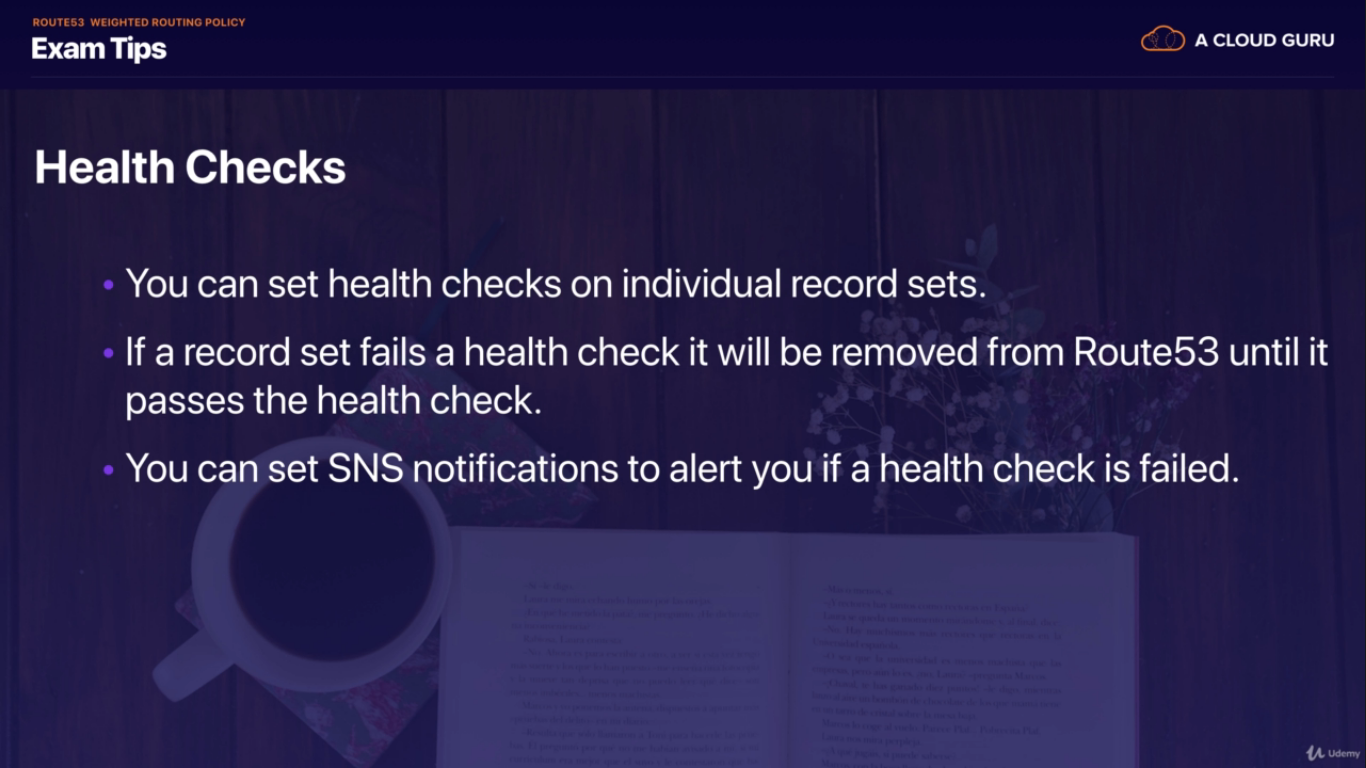 ROUTE53 WEIGHTED ROUTING POLICY
Exam Tips
A CLOUD GURU
Health Checks
• You can set health checks on individual record sets.
• If a record set fails a health check it will be removed from Route53 until it
passes the health check.
• You can set SNS notifications to alert you if a health check is failed.
Udemy